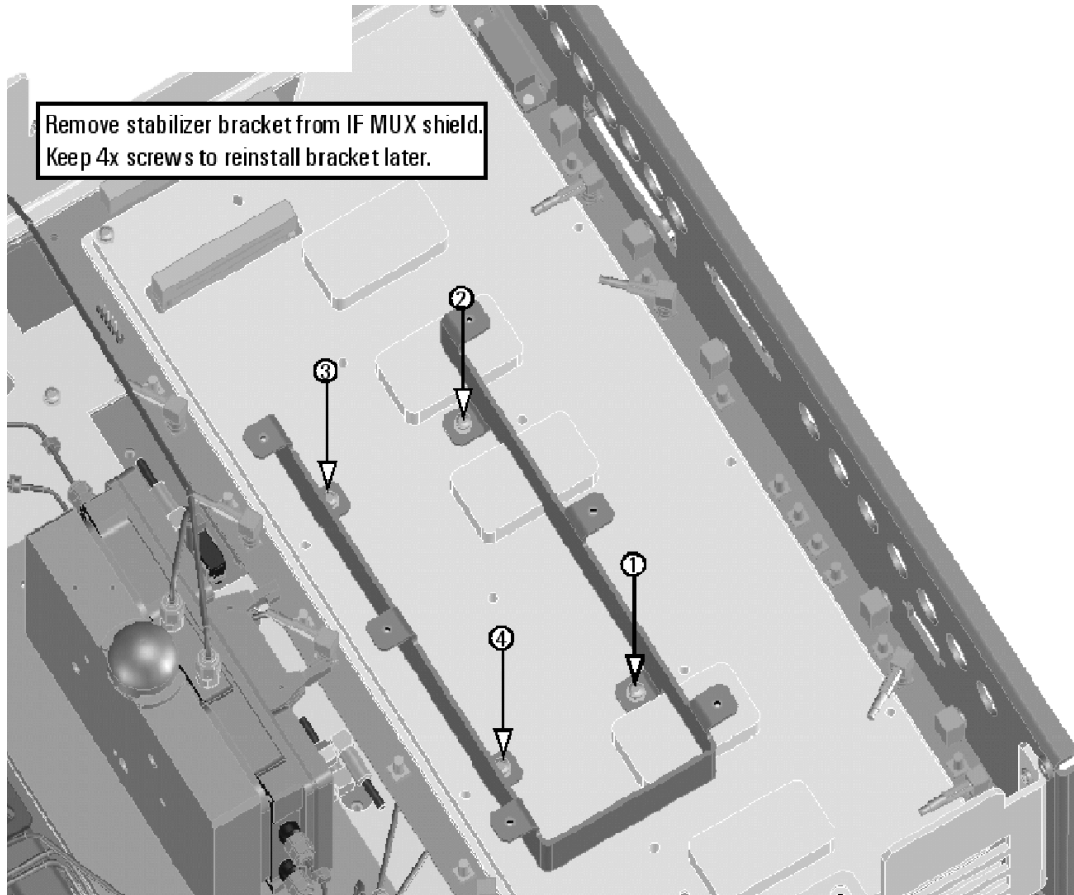 Remove stabilizer bracket from IF MUX shield.
Keep 4x screws to reinstall bracket later.
2
3
1
4